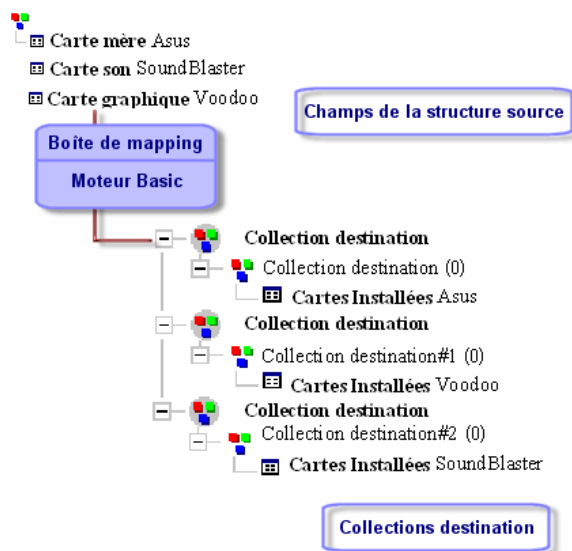 Carte mère Asus
Carte son SoundBlaster
Carte graphique Voodoo
Champs de la structure source
Boîte de mapping
Moteur Basic
Collection destination
Collection destination (0)
Cartes Installées Asus
Collection destination
Collection destination#1 (0)
Cartes Installées Voodoo
Collection destination
Collection destination#2 (0)
Cartes Installées SoundBlaster
Collections destination